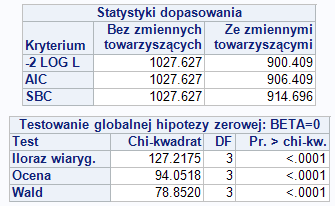 Statystyki dopasowania
Kryterium Bez zmiennych towarzyszących Ze zmiennymi towarzyszącymi
-2 LOG L 1027.627 900.409
AIC 1027.627 906.409
SBC 1027.627 914.696
Testowanie globalnej hipotezy zerowej: BETA=0
Test Chi-kwadrat DF Pr. > chi-kw.
Iloraz wiaryg. 127.2175 3 <.0001
Ocena 94.0518 3 <.0001
Wald 78.8520 3 <.0001